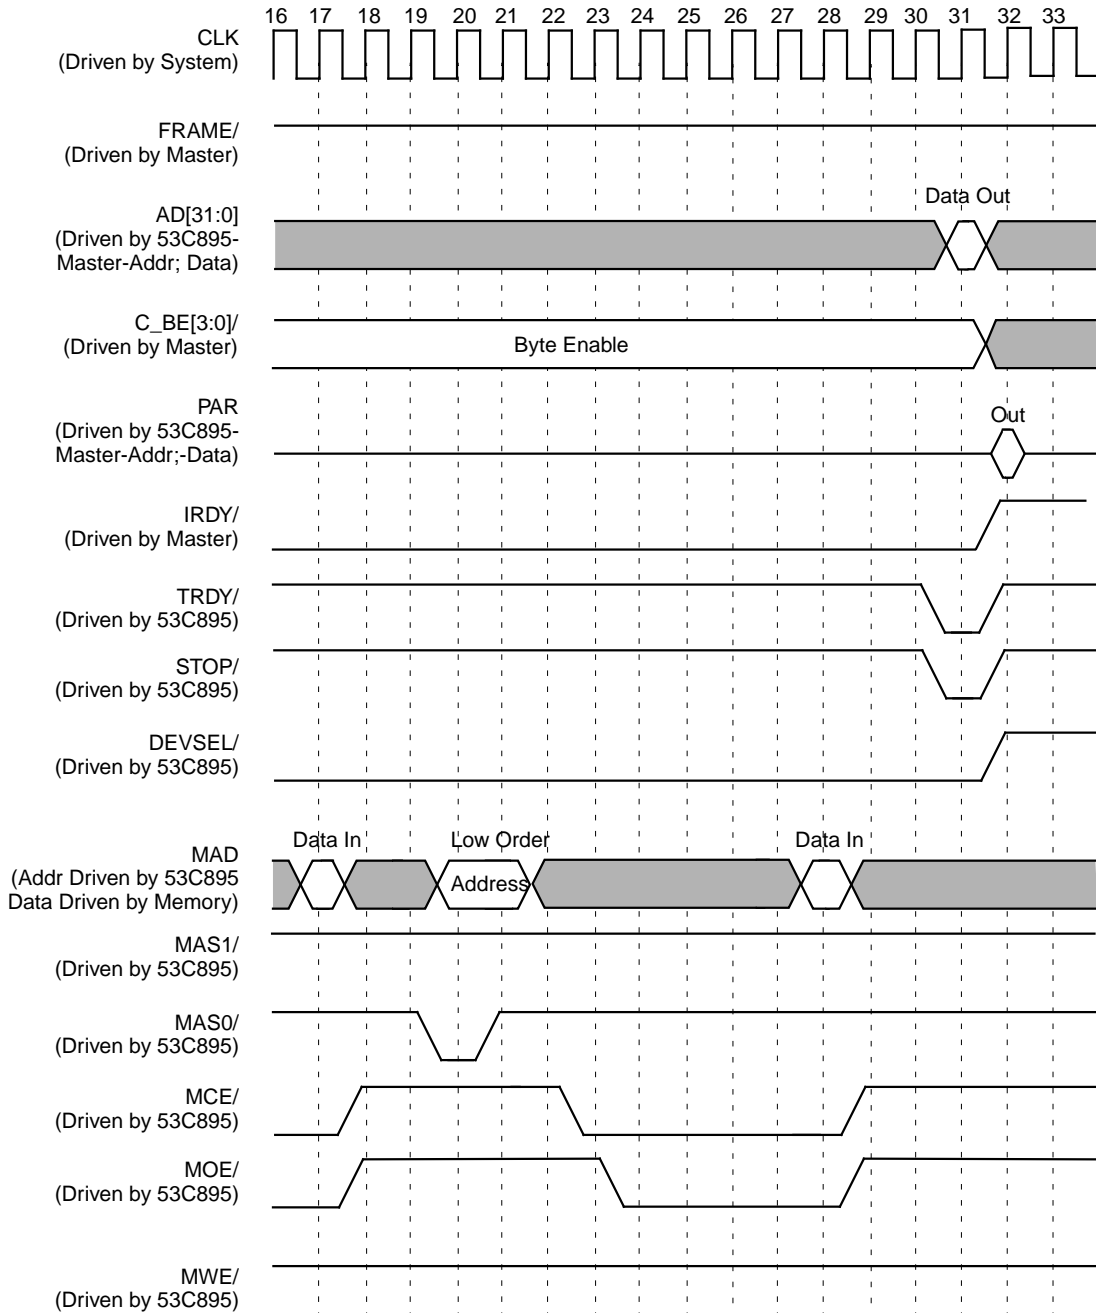 16 17 18 19 20 21 22 23 24 25 26 27 28 29 30 31 32 33
CLK
(Driven by System)
FRAME/
(Driven by Master)
Data Out
AD[31:0]
(Driven by 53C895-
Master-Addr; Data)
C_BE[3:0]/
(Driven by Master)
Byte Enable
PAR
(Driven by 53C895-
Master-Addr;-Data)
Out
IRDY/
(Driven by Master)
TRDY/
(Driven by 53C895)
STOP/
(Driven by 53C895)
DEVSEL/
(Driven by 53C895)
Data In
Low Order
Address
Data In
MAD
(Addr Driven by 53C895
Data Driven by Memory)
MAS1/
(Driven by 53C895)
MAS0/
(Driven by 53C895)
MCE/
(Driven by 53C895)
MOE/
(Driven by 53C895)
MWE/
(Driven by 53C895)